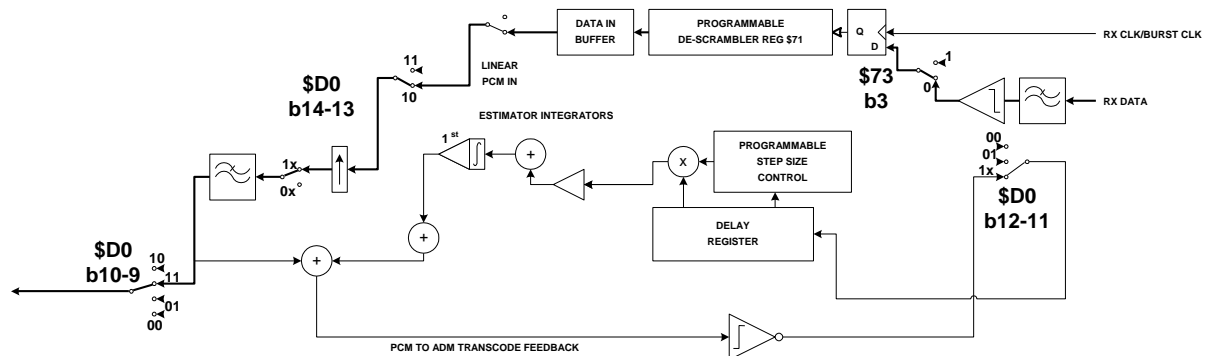 DATA IN
BUFFER
PROGRAMMABLE
DE-SCRAMBLER REG $71
Q
D
RX CLK/BURST CLK
$73
b3
1
0
RX DATA
LINEAR
PCM IN
11
10
$D0
b14-13
ESTIMATOR INTEGRATORS
1st
+
X
PROGRAMMABLE
STEP SIZE
CONTROL
00
01
1x
$D0
b12-11
1x
0x
DELAY
REGISTER
+
+
$D0
b10-9
10
11
01
00
PCM TO ADM TRANSCODE FEEDBACK